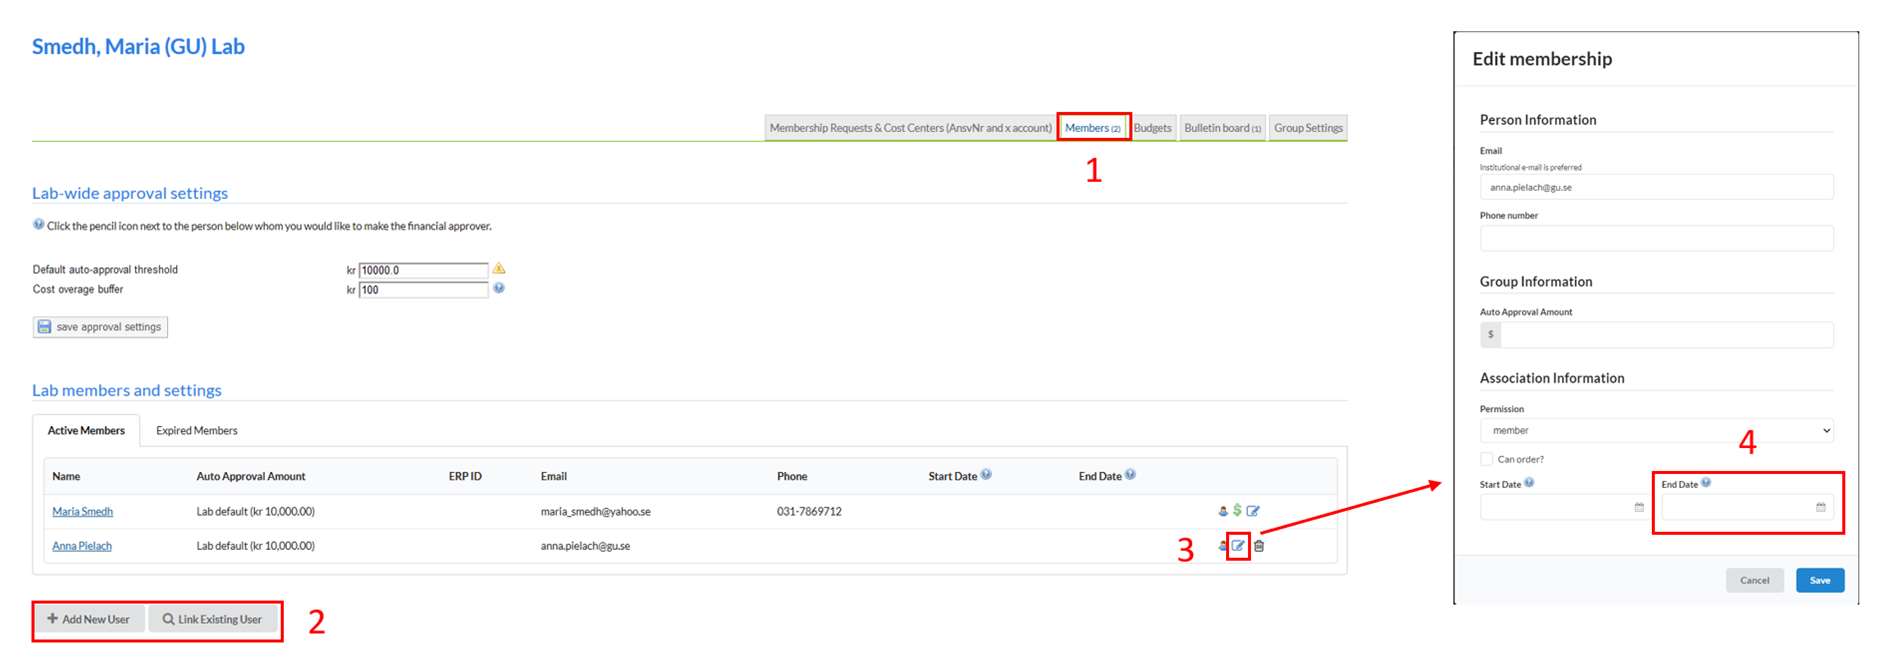 Smedh, Maria (GU) Lab
Membership Requests & Cost Centers (AnsvNr and x account) Members (2) Budgets Bulletin board (1) Group Settings
1
Lab-wide approval settings
Click the pencil icon next to the person below whom you would like to make the financial approver.
Default auto-approval threshold kr 10000.0
Cost overage buffer kr 100
save approval settings
Lab members and settings
Active Members Expired Members
Name Auto Approval Amount ERP ID Email Phone Start Date End Date
Maria Smedh Lab default (kr 10,000.00) maria_smedh@yahoo.se 031-7869712
Anna Pielach Lab default (kr 10,000.00) anna.pielach@gu.se
3
Add New User Link Existing User
2
Edit membership
Person Information
Email
Institutional e-mail is preferred
anna.pielach@gu.se
Phone number
Group Information
Auto Approval Amount
$
Association Information
Permission
member
4
Can order?
Start Date End Date
Cancel Save